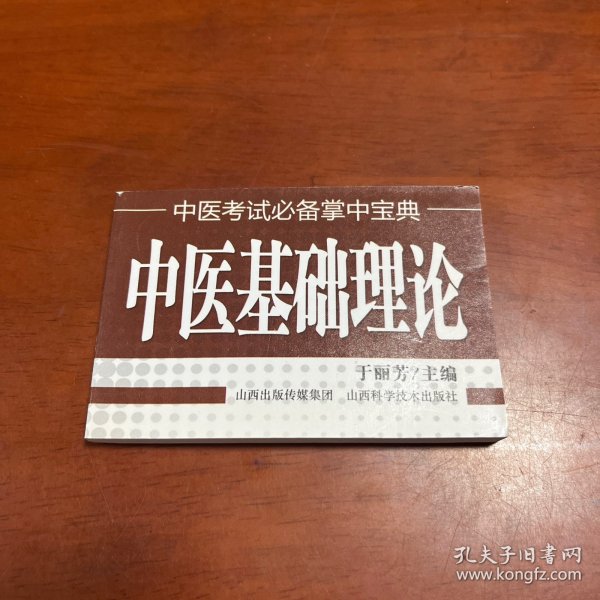 中医考试必备掌中宝典
中医基础理论
于丽芳?主编
山西出版传媒集团 山西科学技术出版社
孔夫子旧书网
www.kongfz.com